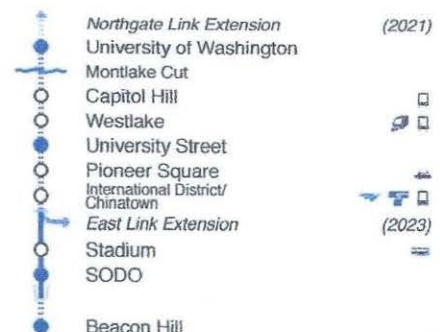 Northgate Link Extension (2021)
University of Washington
Montlake Cut
Capitol Hill
Westlake
University Street
Pioneer Square
International District/
Chinatown
East Link Extension (2023)
Stadium
SODO
Beacon Hill